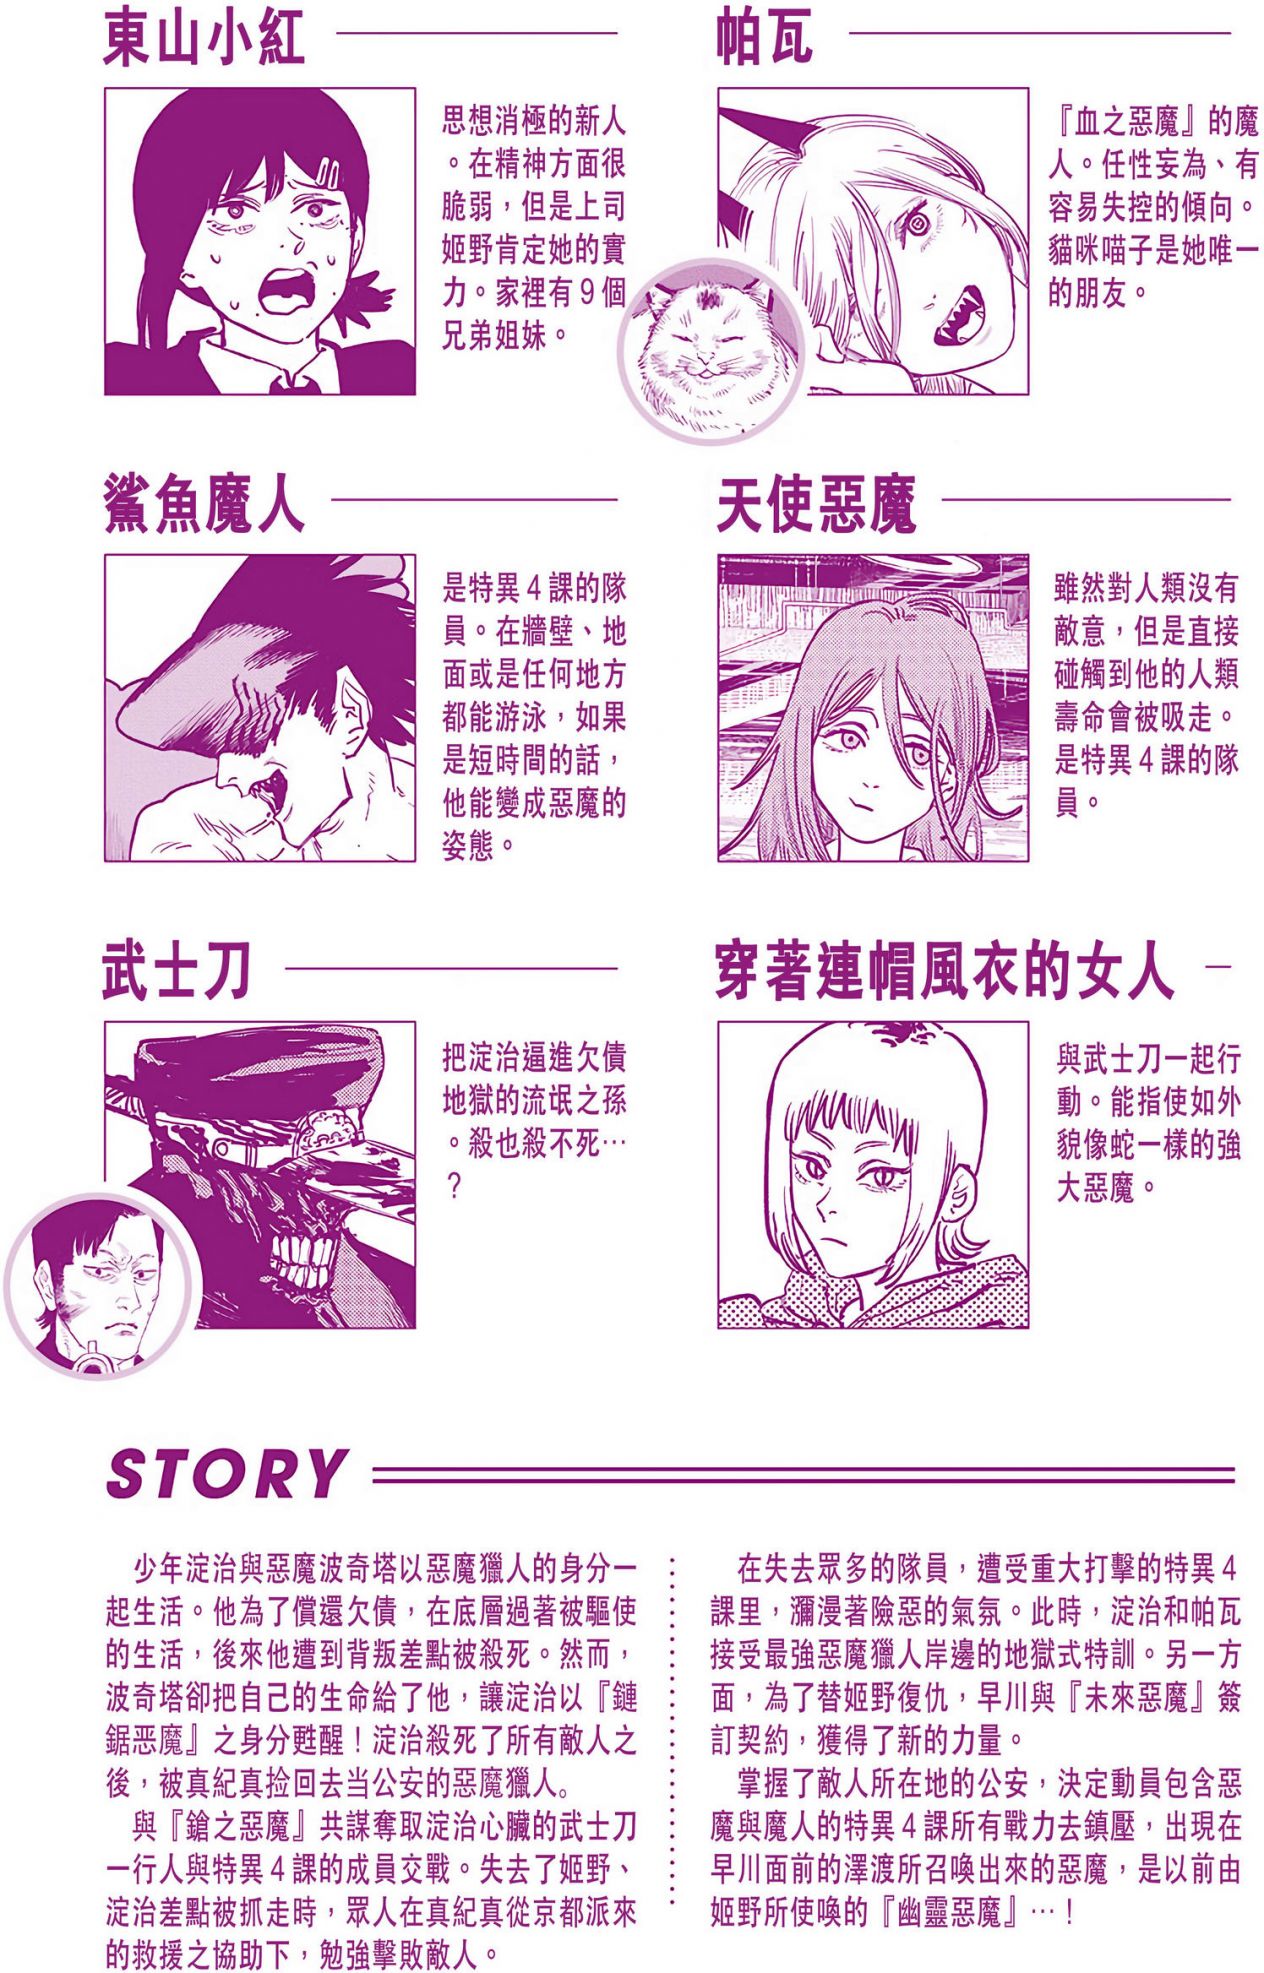 東山小紅
思想消極的新人
。在精神方面很
脆弱，但是上司
姬野肯定她的實
力。家裡有9個
兄弟姐妹。
帕瓦
『血之惡魔』的魔
人。任性妄為、有
容易失控的傾向。
貓咪喵子是她唯一
的朋友。
鯊魚魔人
是特異4課的隊
員。在牆壁、地
面或是任何地方
都能游泳，如果
是短時間的話，
他能變成惡魔的
姿態。
天使惡魔
雖然對人類沒有
敵意，但是直接
碰觸到他的人類
壽命會被吸走。
是特異4課的隊
員。
武士刀
把淀治逼進欠債
地獄的流氓之孫
。殺也殺不死…
？
穿著連帽風衣的女人
與武士刀一起行
動。能指使如外
貌像蛇一樣的強
大惡魔。
STORY
少年淀治與惡魔波奇塔以惡魔獵人的身分一
起生活。他為了償還欠債，在底層過著被驅使
的生活，後來他遭到背叛差點被殺死。然而，
波奇塔卻把自己的生命給了他，讓淀治以『鏈
鋸恶魔』之身分甦醒！淀治殺死了所有敵人之
後，被真紀真捡回去当公安的惡魔獵人。
與『鎗之惡魔』共謀奪取淀治心臟的武士刀
一行人與特異4課的成員交戰。失去了姬野、
淀治差點被抓走時，眾人在真紀真從京都派來
的救援之協助下，勉強擊敗敵人。
在失去眾多的隊員，遭受重大打擊的特異4
課里，瀰漫著險惡的氣氛。此時，淀治和帕瓦
接受最強惡魔獵人岸邊的地獄式特訓。另一方
面，為了替姬野復仇，早川與『未來惡魔』簽
訂契約，獲得了新的力量。
掌握了敵人所在地的公安，決定動員包含惡
魔與魔人的特異4課所有戰力去鎮壓，出現在
早川面前的澤渡所召喚出來的惡魔，是以前由
姬野所使喚的『幽靈惡魔』…！